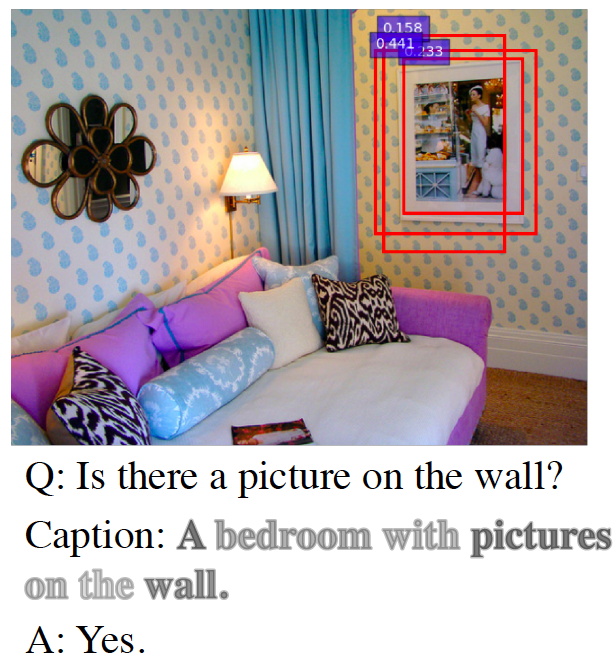 0.158
0.441
0.233
Q: Is there a picture on the wall?
Caption: A bedroom with pictures
on the wall.
A: Yes.